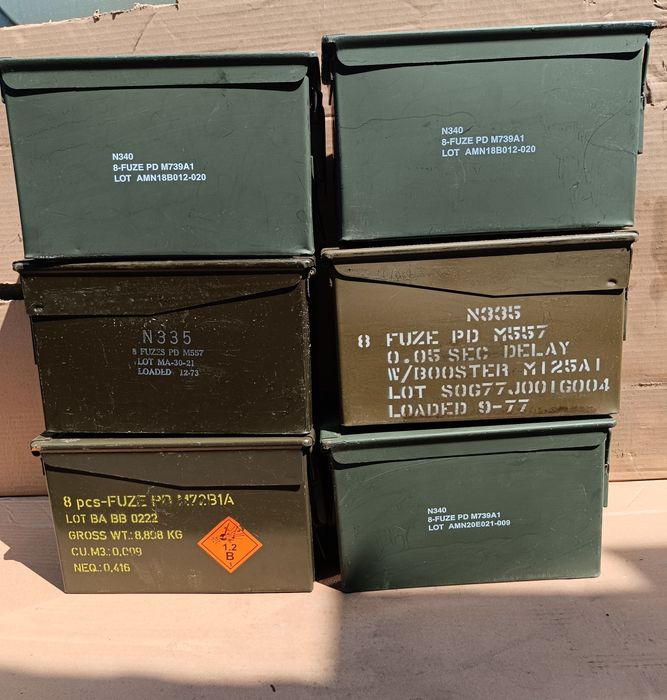 N340
8-FUZE PD M739A1
LOT AMN18B012-020
N340
8-FUZE PD M739A1
LOT AMN18B012-020
N335
8 FUZES PD M557
LOT MA-30-21
LOADED 12-73
N335
8 FUZE PD M557
0.05 SEC DELAY
W/BOOSTER M125A1
LOT SOG77J001G004
LOADED 9-77
8 pcs-FUZE PD M72B1A
LOT BA BB 0222
GROSS WT.:8,898 KG
CU.M3.: 0,009
NEQ.: 0,416
1.2
B
1
N340
8-FUZE PD M739A1
LOT AMN20E021-009